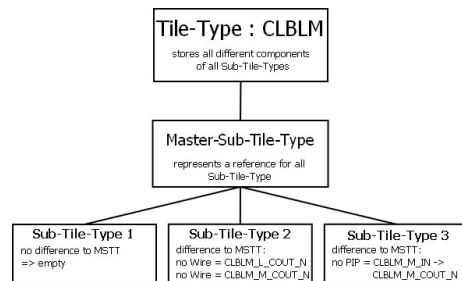 Tile-Type : CLBLM
stores all different components
of all Sub-Tile-Types
Master-Sub-Tile-Type
represents a reference for all
Sub-Tile-Type
Sub-Tile-Type 1
no difference to MSTT
=> empty
Sub-Tile-Type 2
difference to MSTT:
no Wire = CLBLM_L_COUT_N
no Wire = CLBLM_M_COUT_N
Sub-Tile-Type 3
difference to MSTT:
no PIP = CLBLM_M_IN ->
CLBLM_M_COUT_N